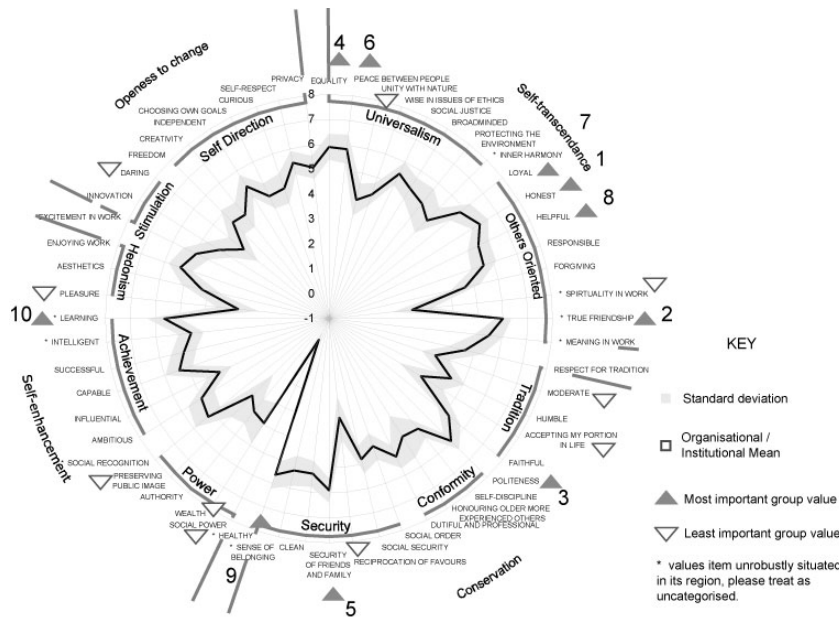 4
6
PRIVACY
EQUALITY
PEACE BETWEEN PEOPLE
UNITY WITH NATURE
WISE IN ISSUES OF ETHICS
SOCIAL JUSTICE
BROADMINDED
PROTECTING THE
ENVIRONMENT
* INNER HARMONY
LOYAL
HONEST
HELPFUL
RESPONSIBLE
FORGIVING
* SPIRTUALITY IN WORK
* TRUE FRIENDSHIP
* MEANING IN WORK
RESPECT FOR TRADITION
MODERATE
HUMBLE
ACCEPTING MY PORTION
IN LIFE
FAITHFUL
POLITENESS
SELF-DISCIPLINE
HONOURING OLDER MORE
EXPERIENCED OTHERS
DUTIFUL AND PROFESSIONAL
SOCIAL ORDER
SOCIAL SECURITY
RECIPROCATION OF FAVOURS
SECURITY
OF FRIENDS
AND FAMILY
CLEAN
* SENSE OF
BELONGING
* HEALTHY
SOCIAL POWER
WEALTH
AUTHORITY
PRESERVING
PUBLIC IMAGE
SOCIAL RECOGNITION
AMBITIOUS
INFLUENTIAL
CAPABLE
SUCCESSFUL
* INTELLIGENT
* LEARNING
PLEASURE
AESTHETICS
ENJOYING WORK
EXCITEMENT IN WORK
INNOVATION
DARING
FREEDOM
CREATIVITY
INDEPENDENT
CHOOSING OWN GOALS
CURIOUS
SELF-RESPECT
Openess to change
Self-transcendance
Conservation
Self-enhancement
Self Direction
Universalism
Others Oriented
Tradition
Conformity
Security
Power
Achievement
Hedonism
Stimulation
8
7
6
5
4
3
2
1
0
-1
7
1
8
2
3
5
9
10
KEY
Standard deviation
Organisational /
Institutional Mean
Most important group value
Least important group value
* values item unrobustly situated
in its region, please treat as
uncategorised.